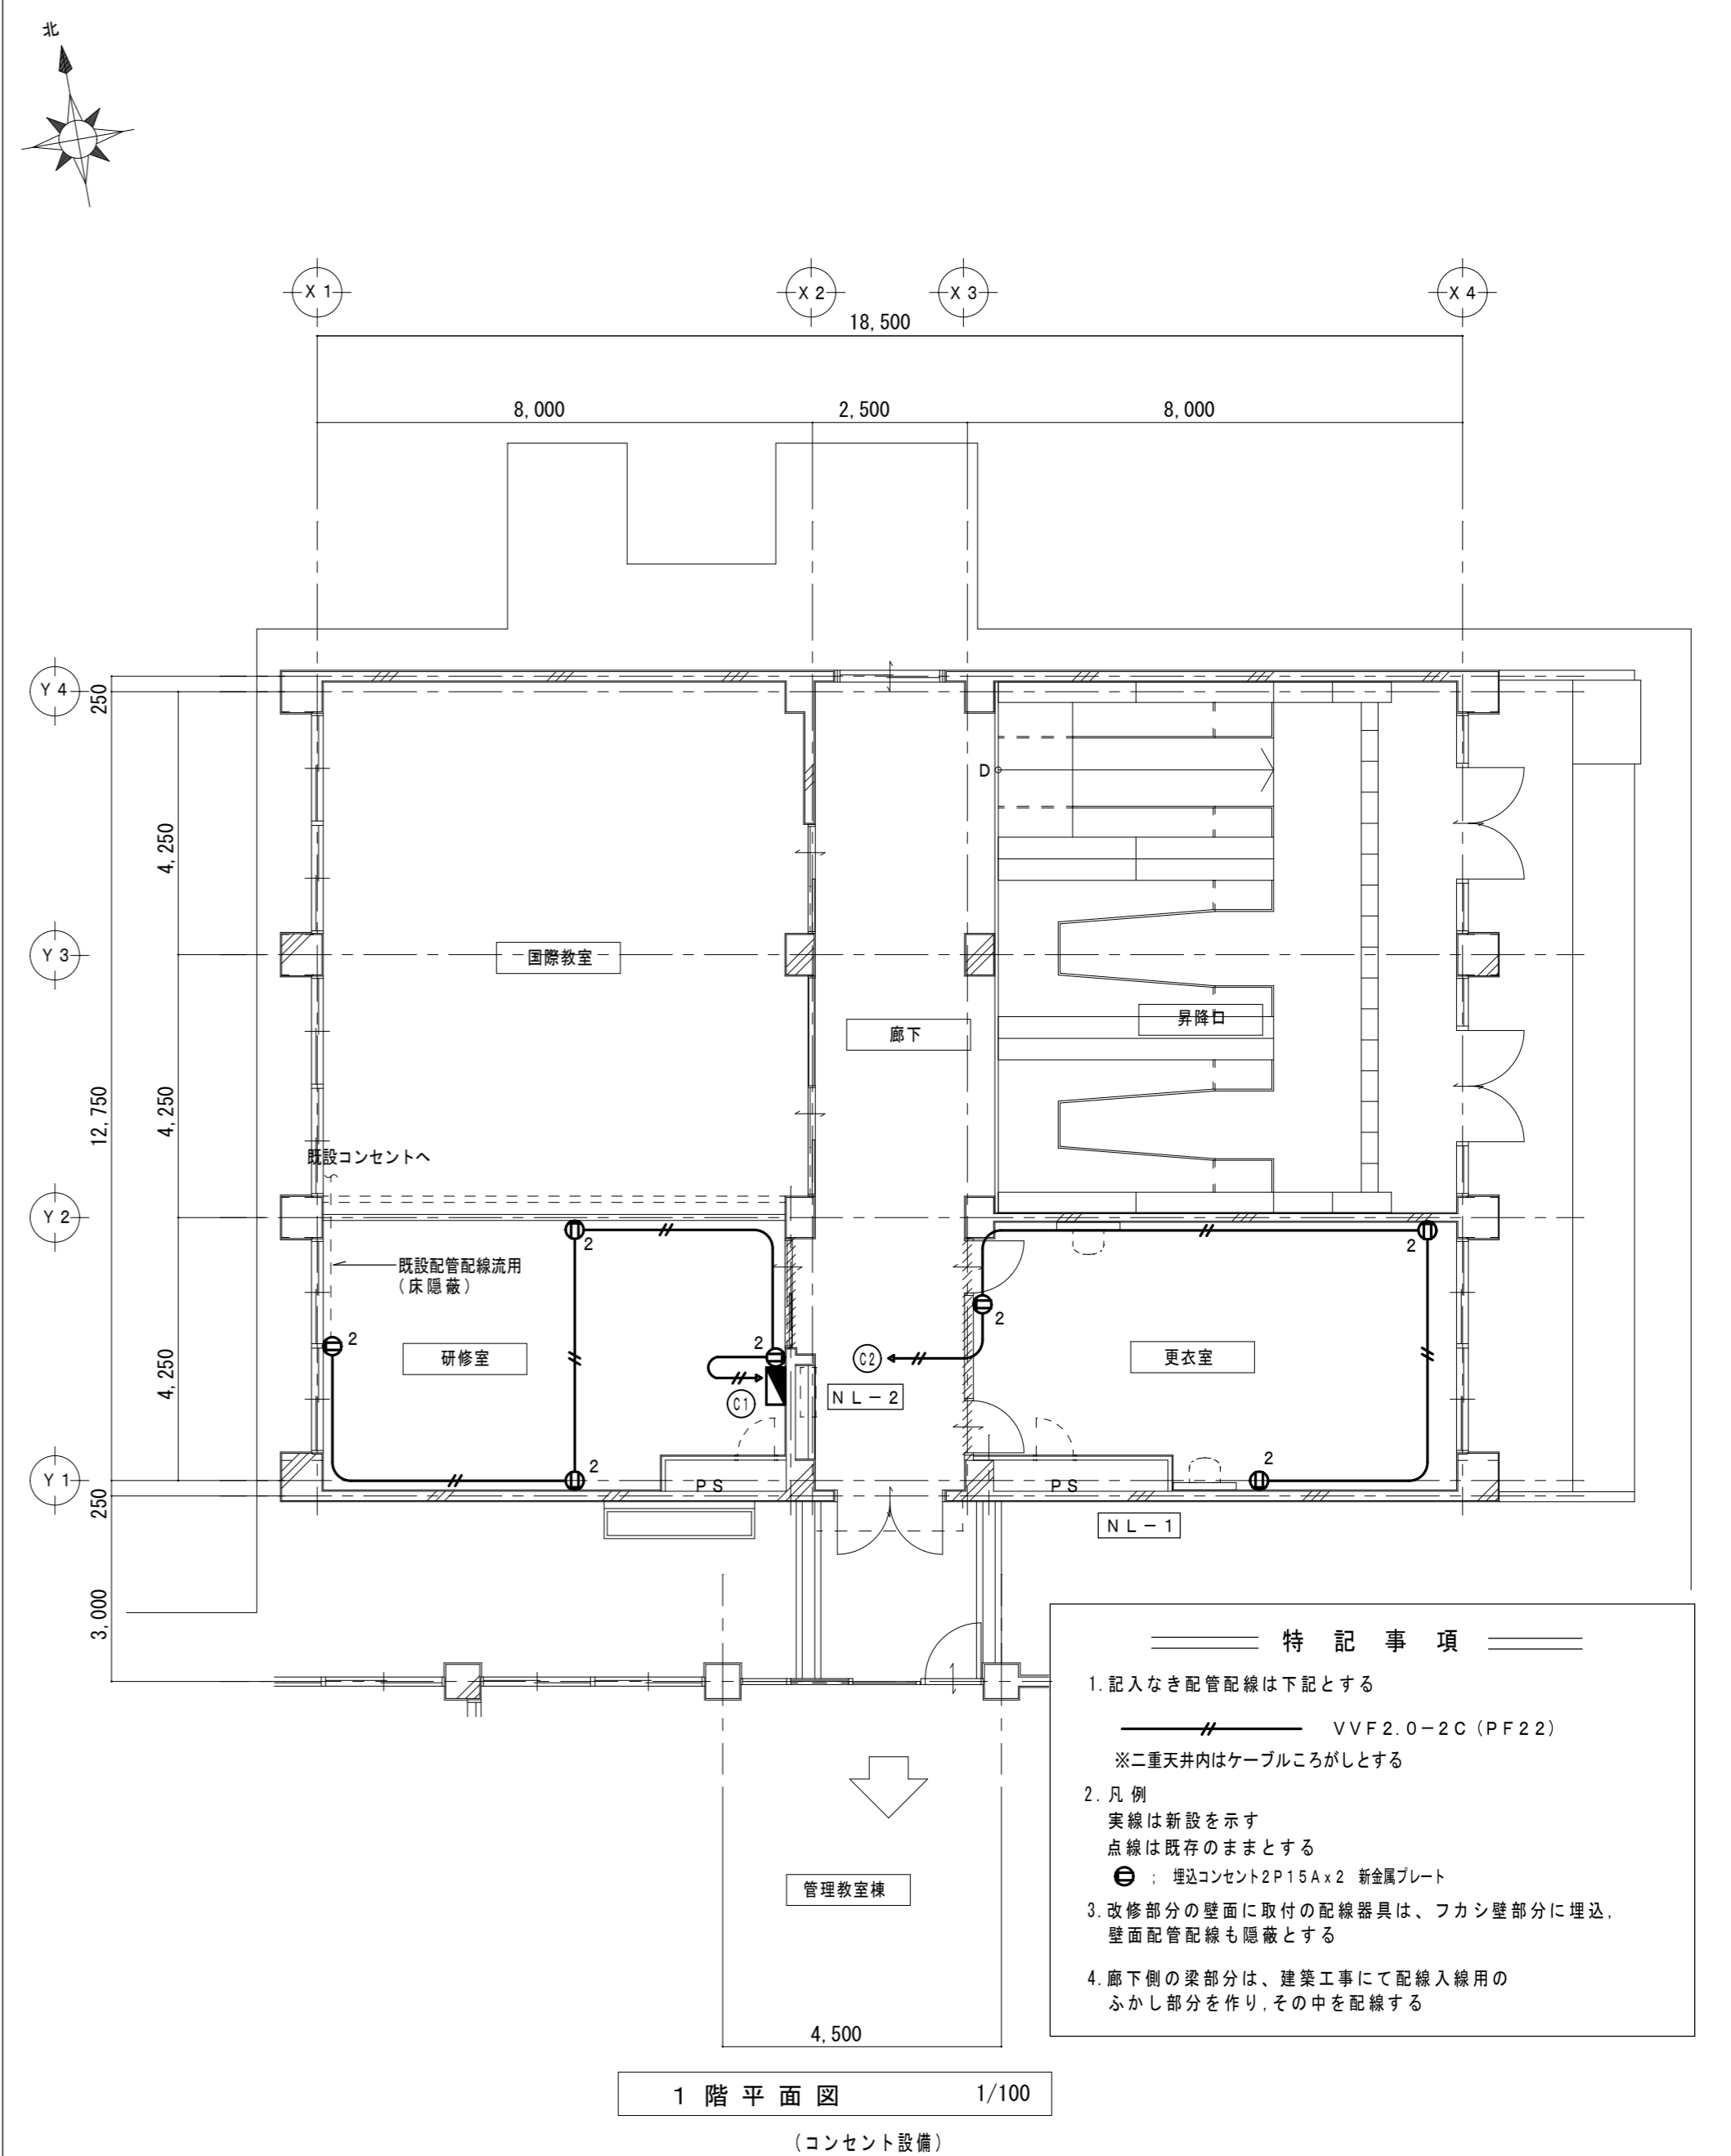 北
X1
X2
X3
X4
18,500
8,000
2,500
8,000
Y4
250
4,250
D
Y3
国際教室
廊下
昇降口
12,750
4,250
既設コンセントへ
Y2
2
2
既設配管配線流用
(床隠蔽)
2
2
2
研修室
C2
更衣室
4,250
C1
NL-2
2
2
Y1
PS
PS
250
NL-1
3,000
特記事項
1.記入なき配管配線は下記とする
VVF2.0-2C(PF22)
※二重天井内はケーブルころがしとする
2.凡例
実線は新設を示す
点線は既存のままとする
; 埋込コンセント2P15Ax2 新金属プレート
管理教室棟
3.改修部分の壁面に取付の配線器具は、フカシ壁部分に埋込,
壁面配管配線も隠蔽とする
4.廊下側の梁部分は、建築工事にて配線入線用の
ふかし部分を作り,その中を配線する
4,500
1階平面図 1/100
(コンセント設備)